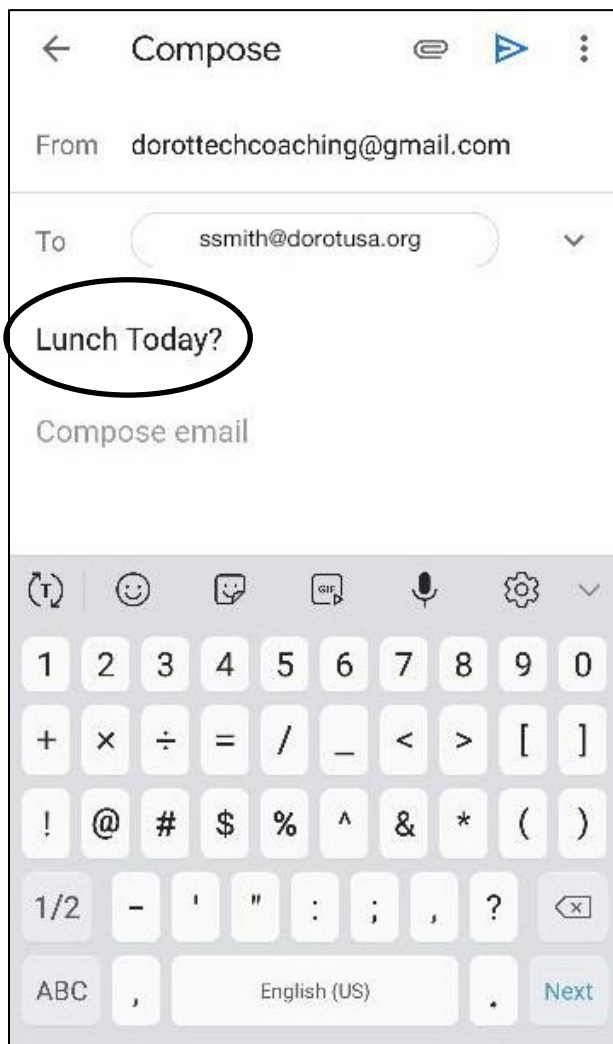 Compose
From dorottechcoaching@gmail.com
To ssmith@dorotusa.org
Lunch Today?
Compose email
T GIF
1 2 3 4 5 6 7 8 9 0
+ × ÷ = / _ < > [ ]
! @ # $ % ^ & * ( )
1/2 - ' " : ; , ?
ABC , English (US) . Next